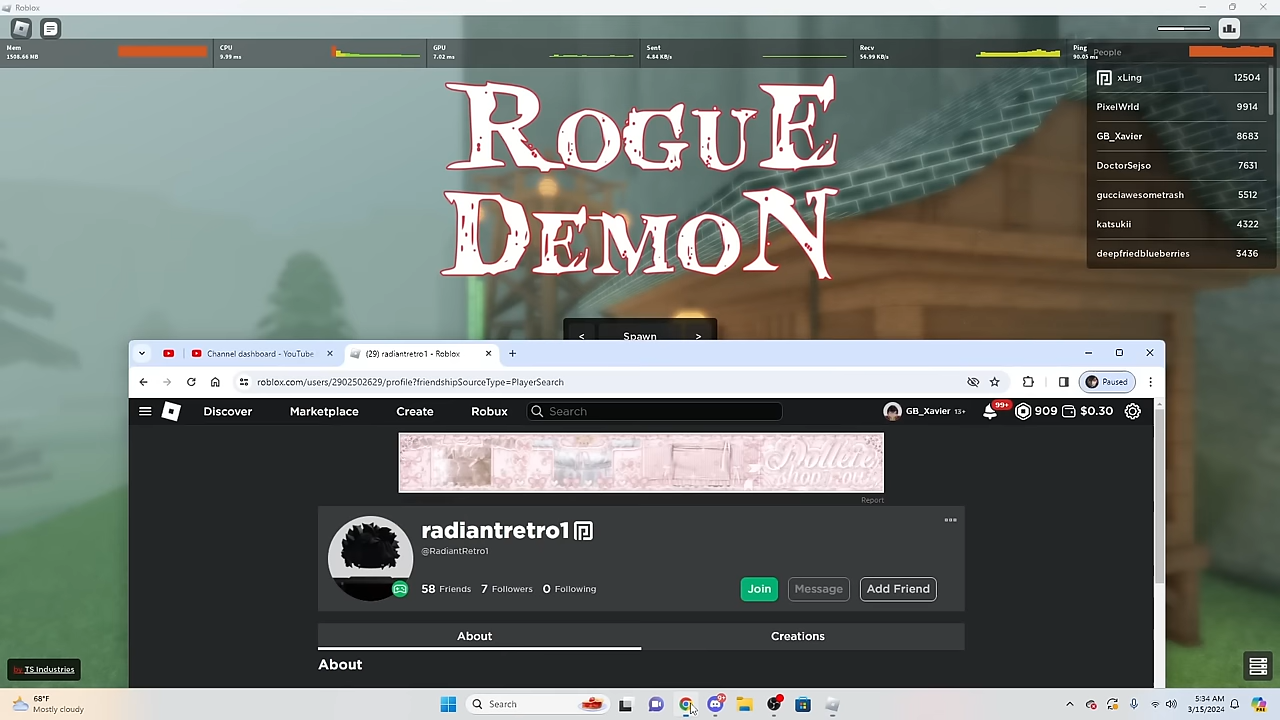 Roblox
Mem
1508.66 MB
CPU
9.99 ms
GPU
7.02 ms
Sent
4.84 KB/s
Recv
56.99 KB/s
Ping
90.05 ms
People
xLing 12504
PixelWrld 9914
GB_Xavier 8683
DoctorSejso 7631
gucciawesometrash 5512
katsukii 4322
deepfriedblueberries 3436
ROGUE
DEMON
< Spawn >
Channel dashboard - YouTube
(29) radiantretro1 - Roblox
roblox.com/users/2902502629/profile?friendshipSourceType=PlayerSearch
Paused
Discover Marketplace Create Robux Search GB_Xavier 13+ 99+ 909 $0.30
Report
radiantretro1
@RadiantRetro1
58 Friends 7 Followers 0 Following
Join Message Add Friend
About Creations
About
By TS Industries
68°F
Mostly cloudy
Search
5:34 AM
3/15/2024